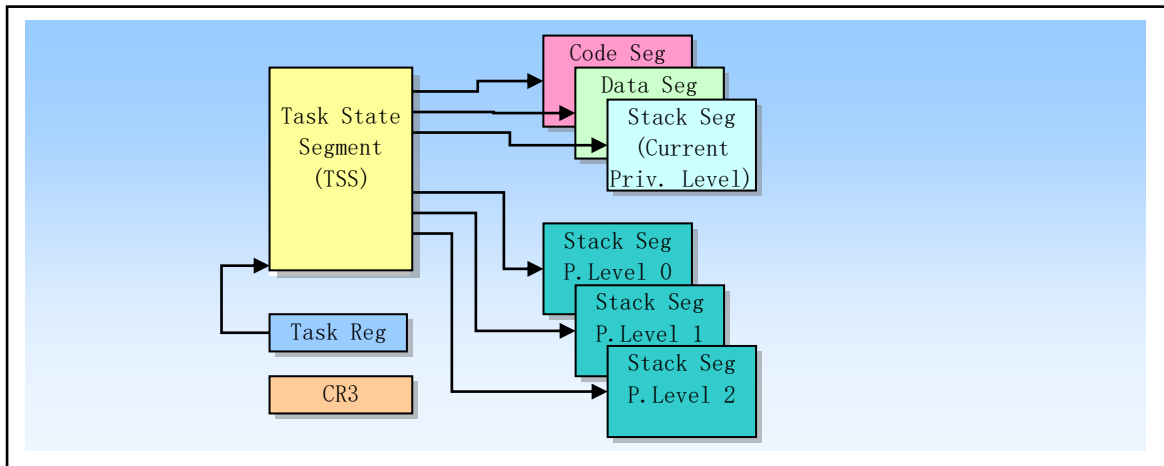 Code Seg
Data Seg
Task State
Segment
(TSS)
Stack Seg
(Current
Priv. Level)
Stack Seg
P.Level 0
Stack Seg
P.Level 1
Stack Seg
P.Level 2
Task Reg
CR3